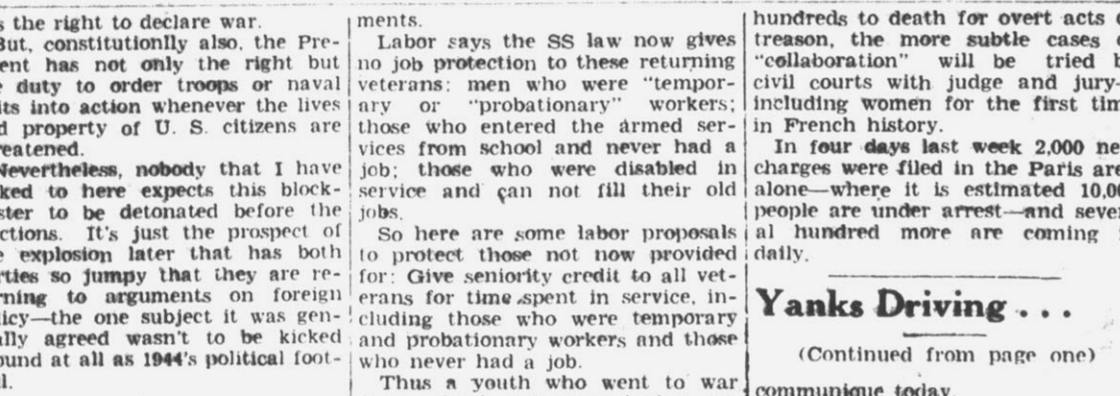 s the right to declare war.
But, constitutionlly also, the Pre-
ent has not only the right but
duty to order troops or naval
its into action whenever the lives
d property of U. S. citizens are
reatened.
Nevertheless, nobody that I have
ked to here expects this block-
ster to be detonated before the
ctions. It's just the prospect of
e explosion later that has both
rties so jumpy that they are re-
rning to arguments on foreign
licy—the one subject it was gen-
ally agreed wasn't to be kicked
ound at all as 1944's political foot-
l.
ments.
Labor says the SS law now gives
no job protection to these returning
veterans: men who were "tempor-
ary or "probationary" workers;
those who entered the armed ser-
vices from school and never had a
job; those who were disabled in
service and can not fill their old
jobs.
So here are some labor proposals
to protect those not now provided
for: Give seniority credit to all vet-
erans for time spent in service, in-
cluding those who were temporary
and probationary workers and those
who never had a job.
Thus a youth who went to war
hundreds to death for overt acts
treason, the more subtle cases
"collaboration" will be tried b
civil courts with judge and jury—
including women for the first tim
in French history.
In four days last week 2,000 ne
charges were filed in the Paris are
alone—where it is estimated 10,00
people are under arrest—and sever
al hundred more are coming
daily.
Yanks Driving . . .
(Continued from page one)
communique today.